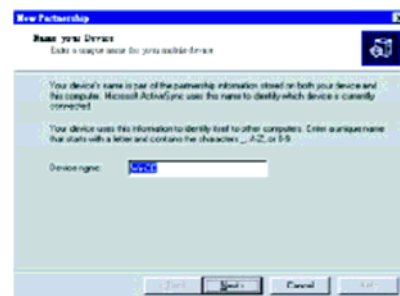 New Partnership
Name your Device
Enter a unique name for your mobile device
Your device's name is part of the partnership information stored on both your device and
this computer. Microsoft ActiveSync uses this name to identify which device is currently
connected.
Your device uses this information to identify itself to other computers. Enter a unique name
that starts with a letter and contains the characters _, A-Z, or 0-9.
Device name:
WinCE
< Back
Next >
Cancel
Help